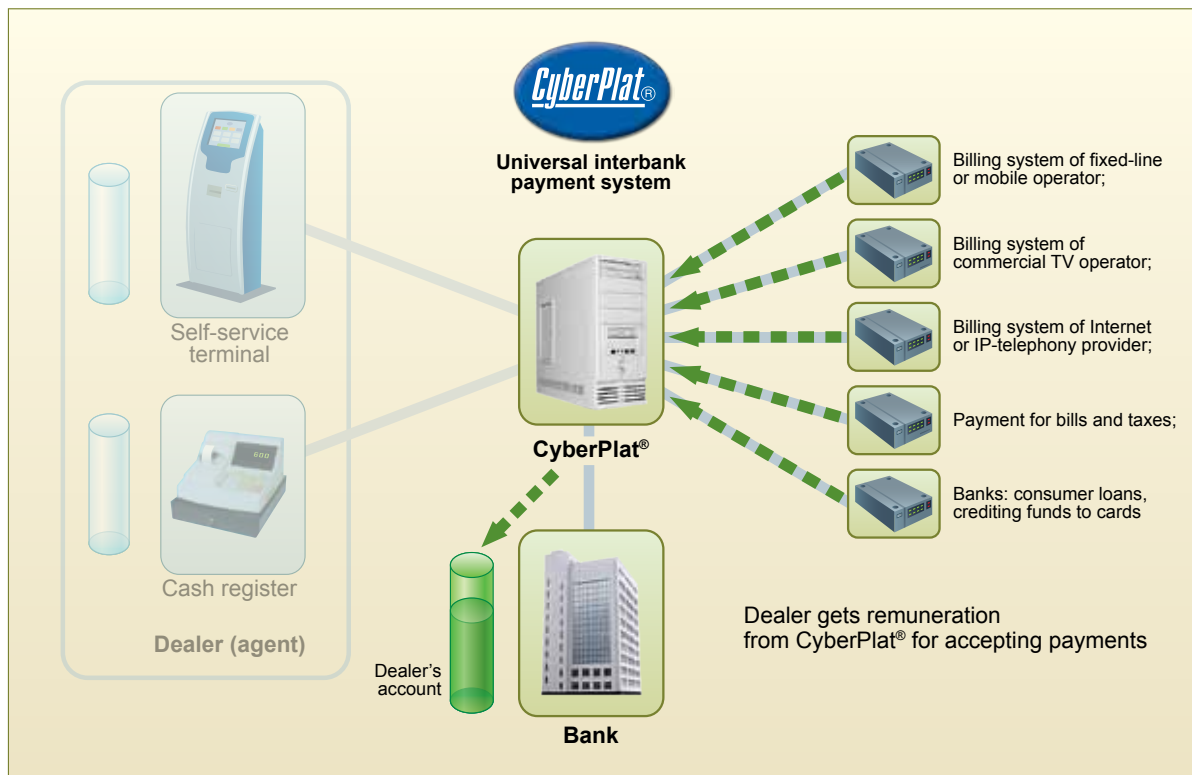 CyberPlat®
Universal interbank
payment system
Self-service
terminal
600
Cash register
Dealer (agent)
CyberPlat®
Dealer's
account
Bank
Billing system of fixed-line
or mobile operator;
Billing system of
commercial TV operator;
Billing system of Internet
or IP-telephony provider;
Payment for bills and taxes;
Banks: consumer loans,
crediting funds to cards
Dealer gets remuneration
from CyberPlat® for accepting payments